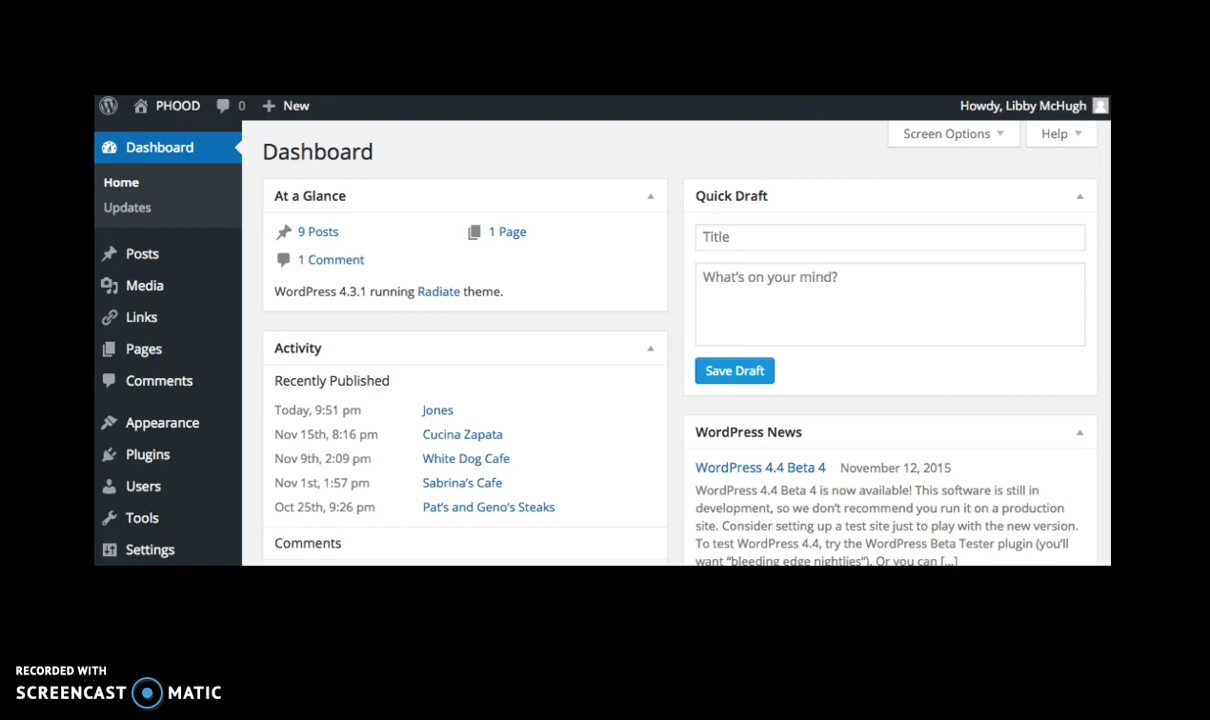 PHOOD 0 New Howdy, Libby McHugh
Dashboard
Home
Updates
Posts
Media
Links
Pages
Comments
Appearance
Plugins
Users
Tools
Settings
Screen Options Help
Dashboard
At a Glance
9 Posts 1 Page
1 Comment
WordPress 4.3.1 running Radiate theme.
Activity
Recently Published
Today, 9:51 pm Jones
Nov 15th, 8:16 pm Cucina Zapata
Nov 9th, 2:09 pm White Dog Cafe
Nov 1st, 1:57 pm Sabrina's Cafe
Oct 25th, 9:26 pm Pat's and Geno's Steaks
Comments
Quick Draft
Title
What's on your mind?
Save Draft
WordPress News
WordPress 4.4 Beta 4 November 12, 2015
WordPress 4.4 Beta 4 is now available! This software is still in
development, so we don't recommend you run it on a production
site. Consider setting up a test site just to play with the new version.
To test WordPress 4.4, try the WordPress Beta Tester plugin (you'll
want "bleeding edge nightlies"). Or you can [...]
RECORDED WITH
SCREENCAST MATIC